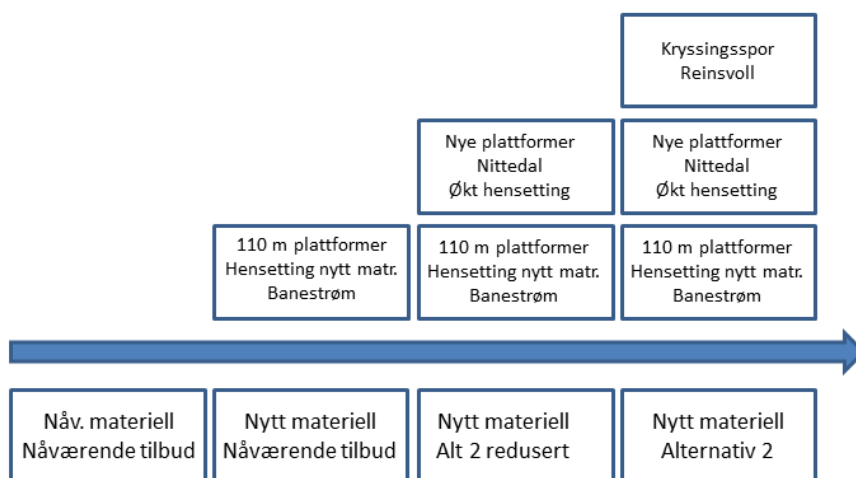 Kryssingsspor
Reinsvoll
Nye plattformer
Nittedal
Økt hensetting
Nye plattformer
Nittedal
Økt hensetting
110 m plattformer
Hensetting nytt matr.
Banestrøm
110 m plattformer
Hensetting nytt matr.
Banestrøm
110 m plattformer
Hensetting nytt matr.
Banestrøm
Nåv. materiell
Nåværende tilbud
Nytt materiell
Nåværende tilbud
Nytt materiell
Alt 2 redusert
Nytt materiell
Alternativ 2